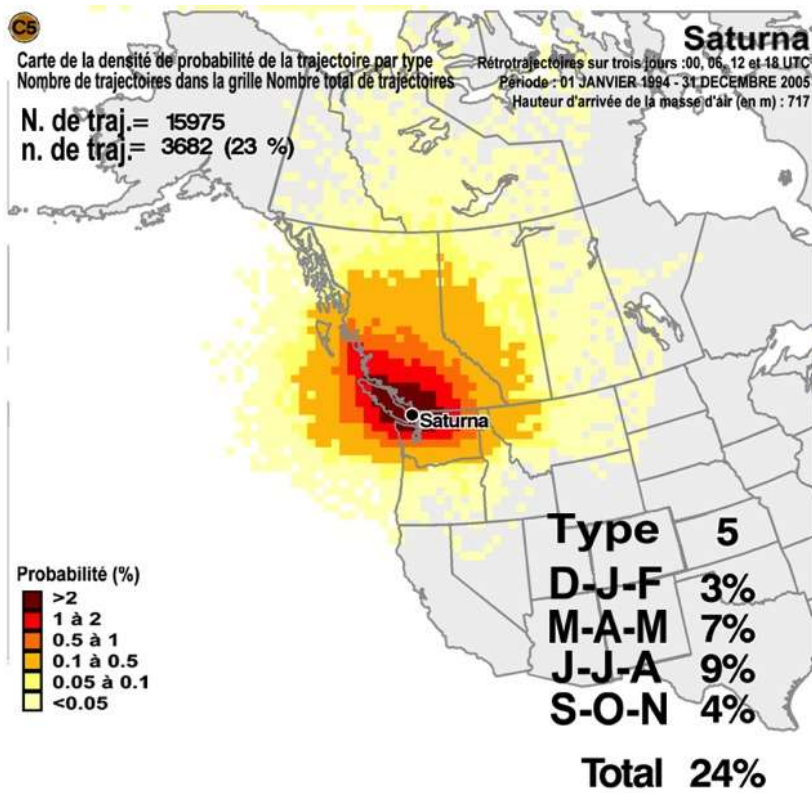 C5
Saturna
Carte de la densité de probabilité de la trajectoire par type
Nombre de trajectoires dans la grille Nombre total de trajectoires
Rétrotrajectoires sur trois jours :00, 06, 12 et 18 UTC
Période : 01 JANVIER 1994 - 31 DECEMBRE 2005
Hauteur d'arrivée de la masse d'air (en m) : 717
N. de traj.= 15975
n. de traj.= 3682 (23 %)
Saturna
Probabilité (%)
>2
1 à 2
0.5 à 1
0.1 à 0.5
0.05 à 0.1
<0.05
Type 5
D-J-F 3%
M-A-M 7%
J-J-A 9%
S-O-N 4%
Total 24%